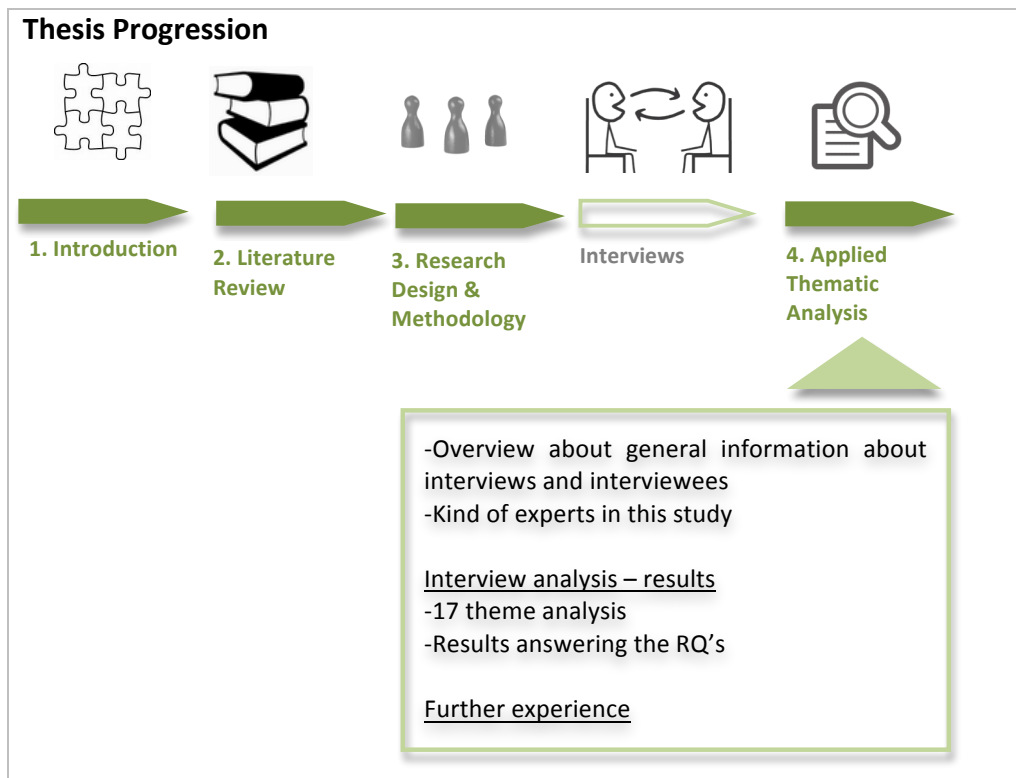 Thesis Progression
1. Introduction
2. Literature
Review
3. Research
Design &
Methodology
Interviews
4. Applied
Thematic
Analysis
-Overview about general information about
interviews and interviewees
-Kind of experts in this study
Interview analysis – results
-17 theme analysis
-Results answering the RQ’s
Further experience